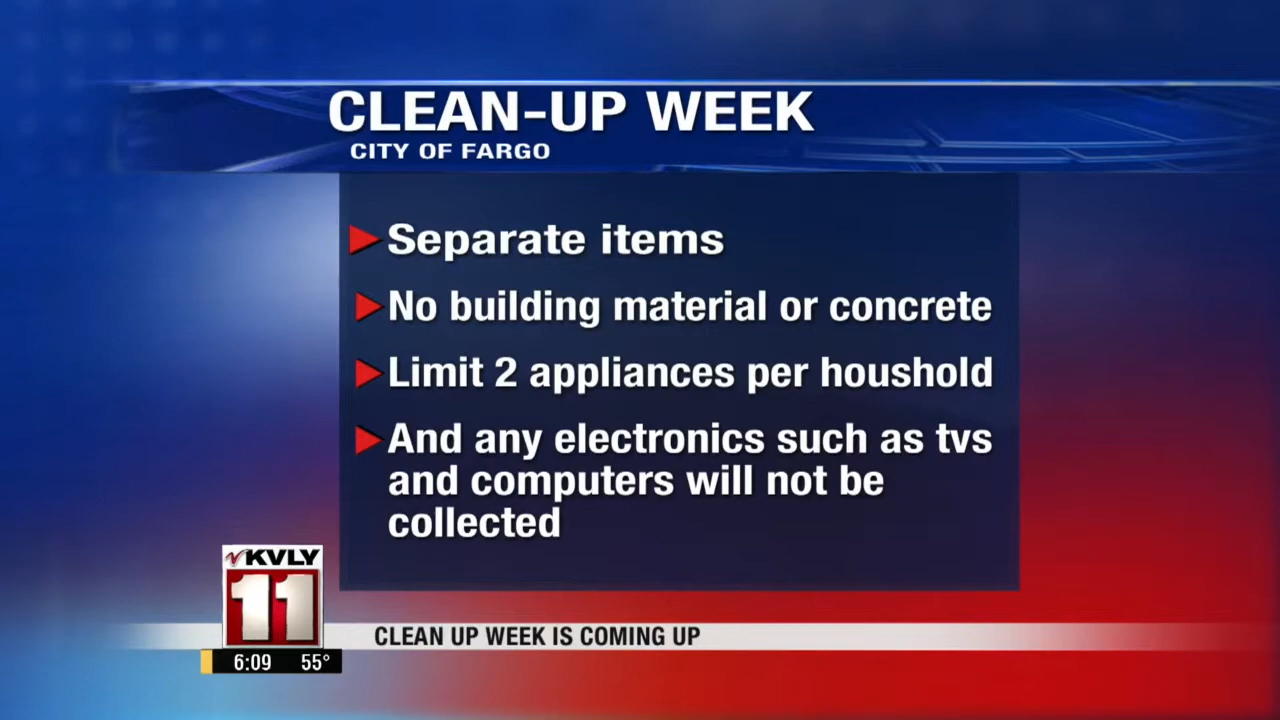 CLEAN-UP WEEK
CITY OF FARGO
Separate items
No building material or concrete
Limit 2 appliances per houshold
And any electronics such as tvs
and computers will not be
collected
KVLY
11
CLEAN UP WEEK IS COMING UP
6:09 55°